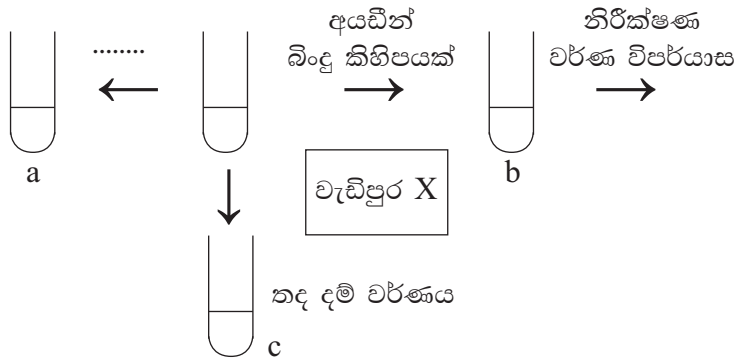 ........
අයඩීන්
බිංදු කිහිපයක්
නිරීක්ෂණ
වර්ණ විපර්යාස
a
b
වැඩිපුර X
තද දම් වර්ණය
c